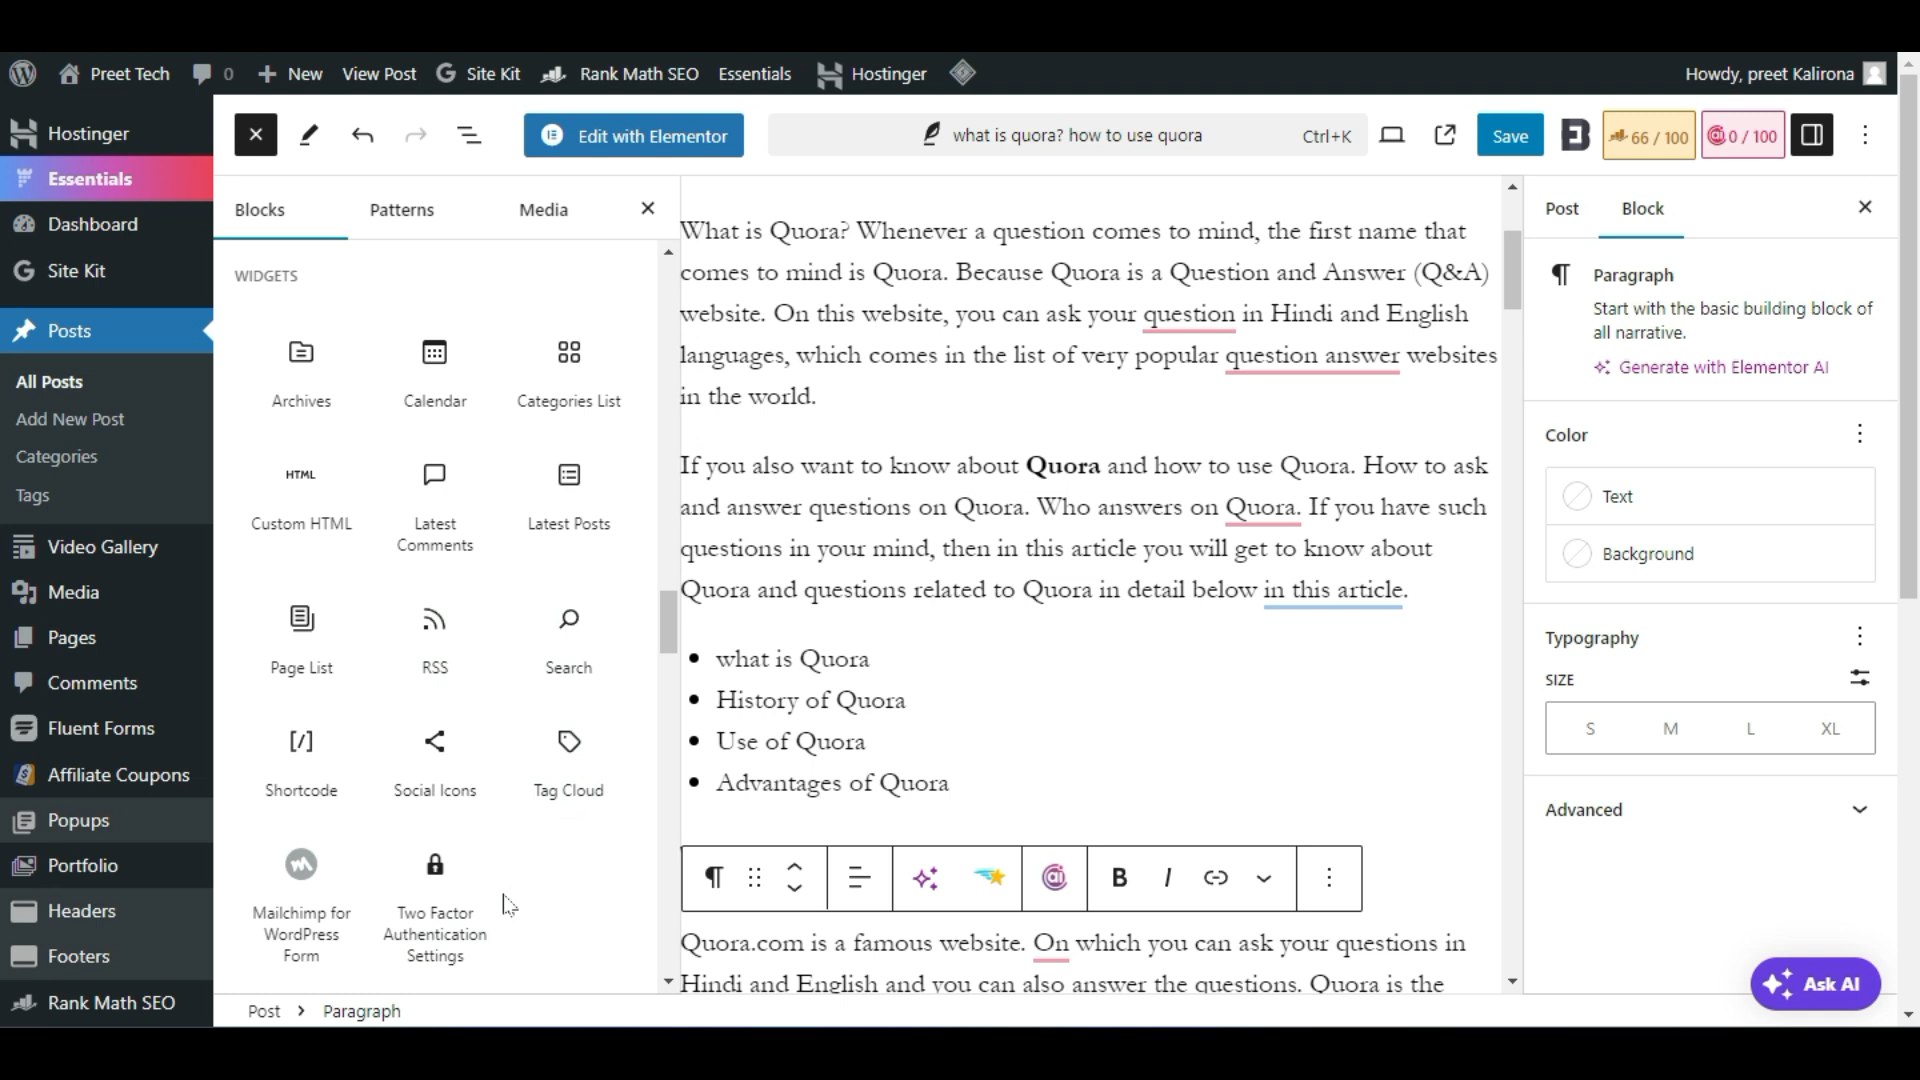 Preet Tech
0
New
View Post
Site Kit
Rank Math SEO
Essentials
Hostinger
Howdy, preet Kalirona
Hostinger
Essentials
Dashboard
Site Kit
Posts
All Posts
Add New Post
Categories
Tags
Video Gallery
Media
Pages
Comments
Fluent Forms
Affiliate Coupons
Popups
Portfolio
Headers
Footers
Rank Math SEO
Edit with Elementor
what is quora? how to use quora
Ctrl+K
Save
66 / 100
0 / 100
Blocks
Patterns
Media
WIDGETS
Archives
Calendar
Categories List
HTML
Custom HTML
Latest
Comments
Latest Posts
Page List
RSS
Search
[/]
Shortcode
Social Icons
Tag Cloud
Mailchimp for
WordPress
Form
Two Factor
Authentication
Settings
What is Quora? Whenever a question comes to mind, the first name that
comes to mind is Quora. Because Quora is a Question and Answer (Q&A)
website. On this website, you can ask your question in Hindi and English
languages, which comes in the list of very popular question answer websites
in the world.
If you also want to know about Quora and how to use Quora. How to ask
and answer questions on Quora. Who answers on Quora. If you have such
questions in your mind, then in this article you will get to know about
Quora and questions related to Quora in detail below in this article.
• what is Quora
• History of Quora
• Use of Quora
• Advantages of Quora
¶
ai
B
I
Quora.com is a famous website. On which you can ask your questions in
Hindi and English and you can also answer the questions. Quora is the
Post
Block
¶
Paragraph
Start with the basic building block of
all narrative.
Generate with Elementor AI
Color
Text
Background
Typography
SIZE
S
M
L
XL
Advanced
Ask AI
Post > Paragraph